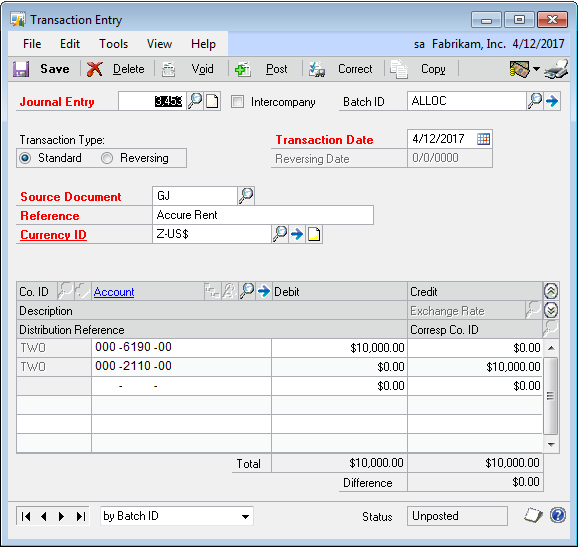 Transaction Entry
File Edit Tools View Help sa Fabrikam, Inc. 4/12/2017
Save Delete Void Post Correct Copy
Journal Entry 3,453 Intercompany Batch ID ALLOC
Transaction Type: Transaction Date 4/12/2017
Standard Reversing Reversing Date 0/0/0000
Source Document GJ
Reference Accure Rent
Currency ID Z-US$
Co. ID Account Debit Credit
Description Exchange Rate
Distribution Reference Corresp Co. ID
TWO 000 -6190 -00 $10,000.00 $0.00
TWO 000 -2110 -00 $0.00 $10,000.00
- - $0.00 $0.00
Total $10,000.00 $10,000.00
Difference $0.00
by Batch ID Status Unposted